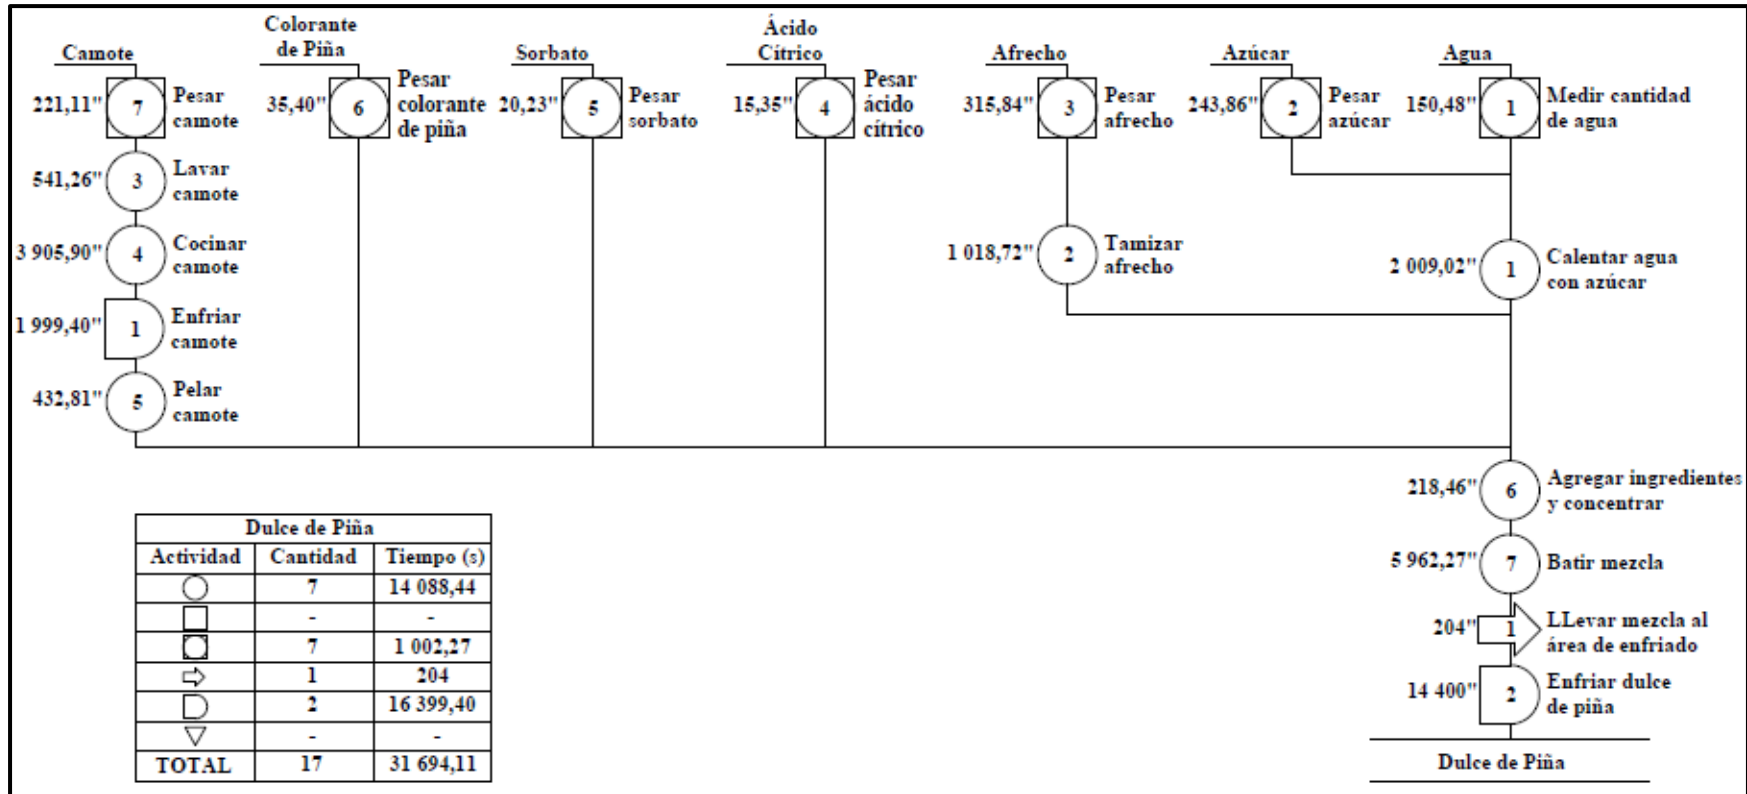 Camote
221,11"
7
Pesar
camote
541,26"
3
Lavar
camote
3 905,90"
4
Cocinar
camote
1 999,40"
1
Enfriar
camote
432,81"
5
Pelar
camote
Colorante
de Piña
35,40"
6
Pesar
colorante
de piña
Sorbato
20,23"
5
Pesar
sorbato
Ácido
Cítrico
15,35"
4
Pesar
ácido
cítrico
Afrecho
315,84"
3
Pesar
afrecho
1 018,72"
2
Tamizar
afrecho
Azúcar
243,86"
2
Pesar
azúcar
Agua
150,48"
1
Medir cantidad
de agua
2 009,02"
1
Calentar agua
con azúcar
218,46"
6
Agregar ingredientes
y concentrar
5 962,27"
7
Batir mezcla
204"
1
LLevar mezcla al
área de enfriado
14 400"
2
Enfriar dulce
de piña
Dulce de Piña
Dulce de Piña
Actividad Cantidad Tiempo (s)
7 14 088,44
- -
7 1 002,27
1 204
2 16 399,40
- -
TOTAL 17 31 694,11